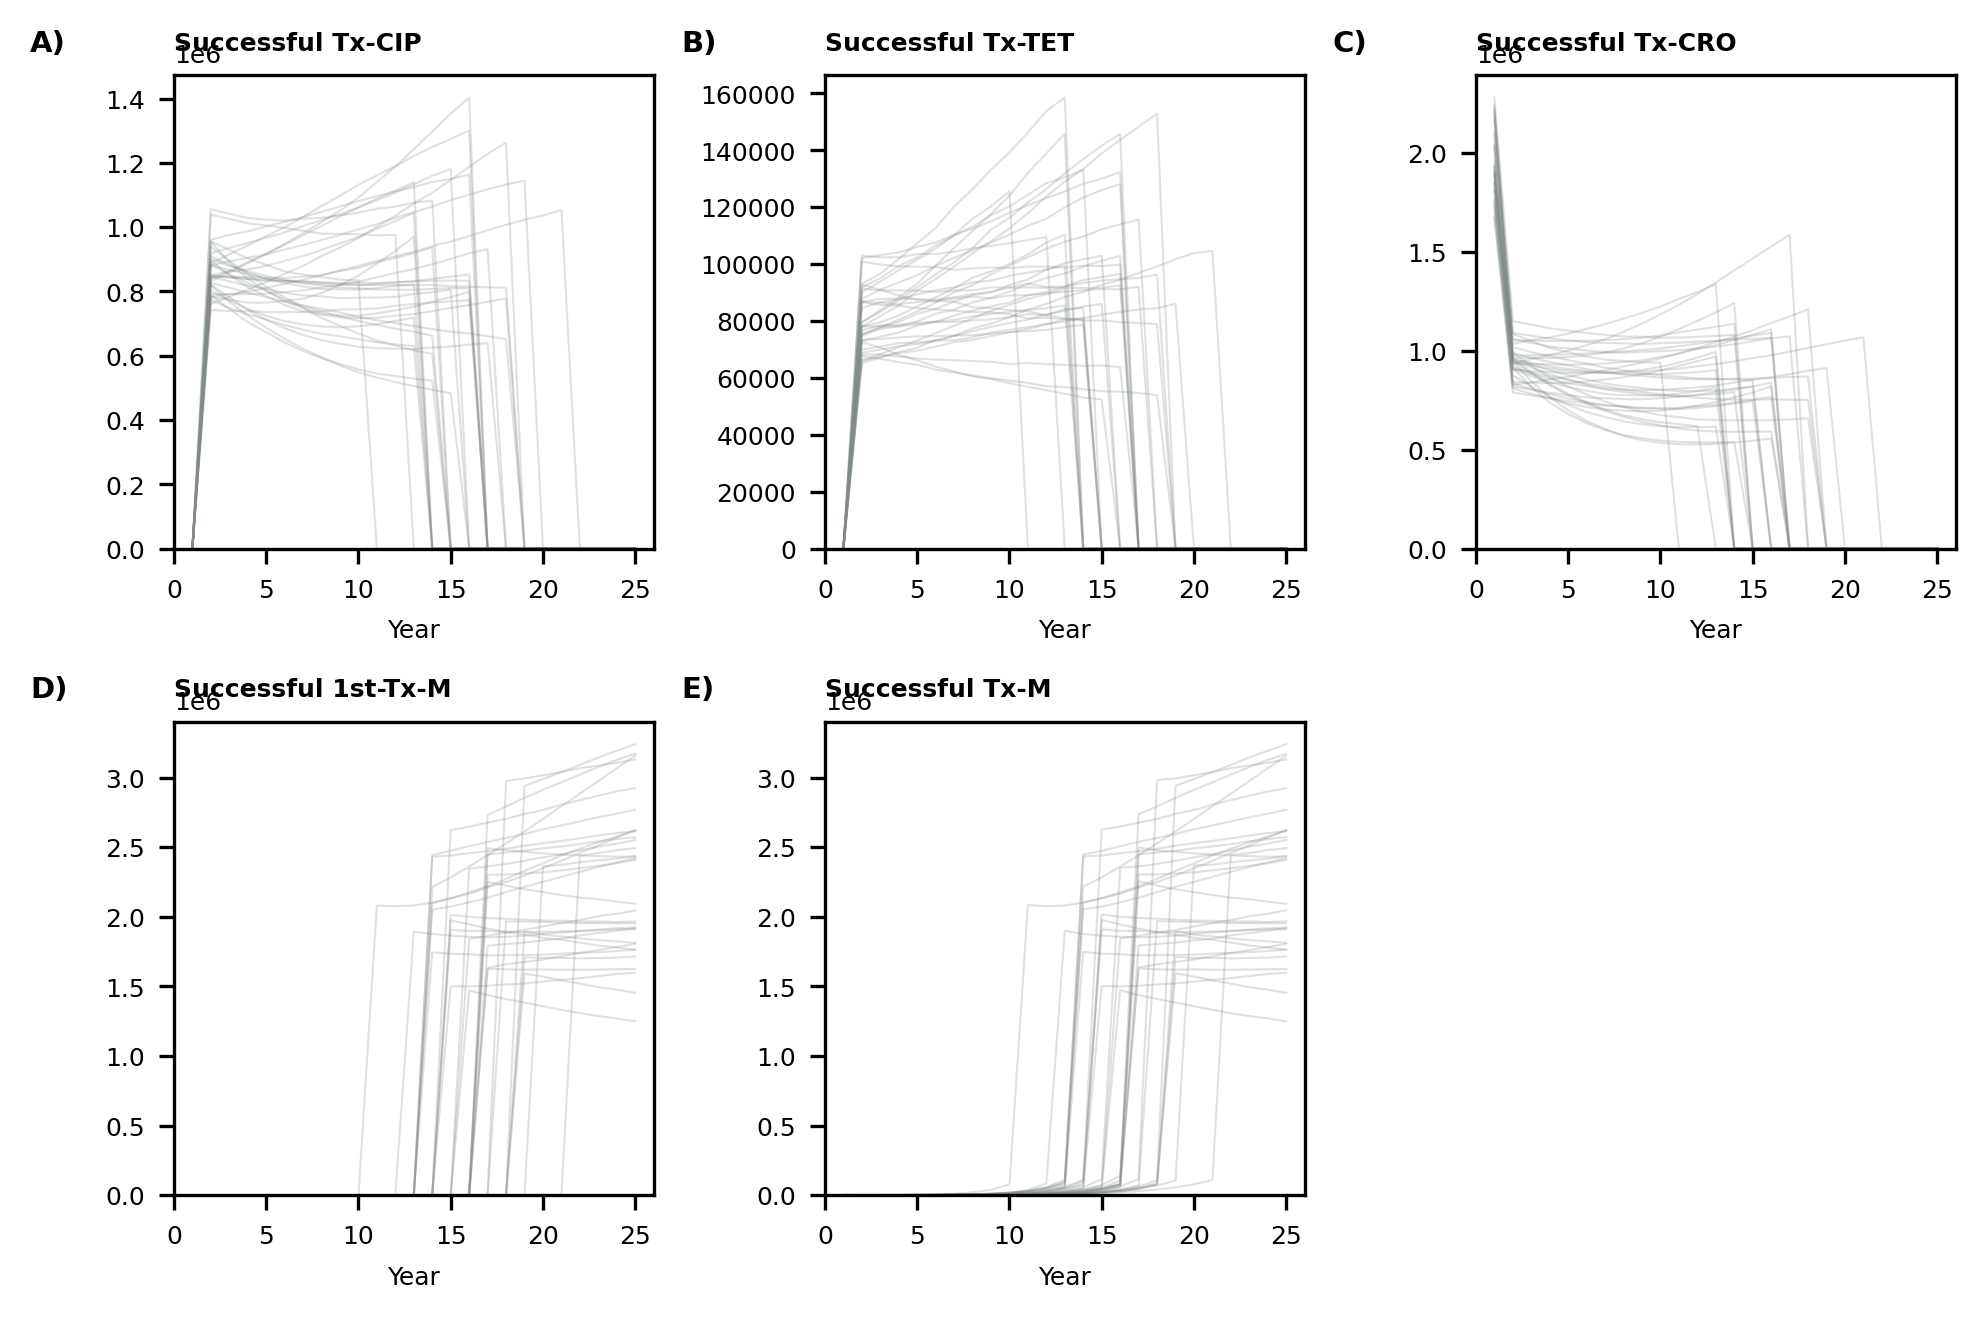 A) Successful Tx-CIP
1e6
1.4
1.2
1.0
0.8
0.6
0.4
0.2
0.0
0 5 10 15 20 25
Year
B) Successful Tx-TET
160000
140000
120000
100000
80000
60000
40000
20000
0
0 5 10 15 20 25
Year
C) Successful Tx-CRO
1e6
2.0
1.5
1.0
0.5
0.0
0 5 10 15 20 25
Year
D) Successful 1st-Tx-M
1e6
3.0
2.5
2.0
1.5
1.0
0.5
0.0
0 5 10 15 20 25
Year
E) Successful Tx-M
1e6
3.0
2.5
2.0
1.5
1.0
0.5
0.0
0 5 10 15 20 25
Year